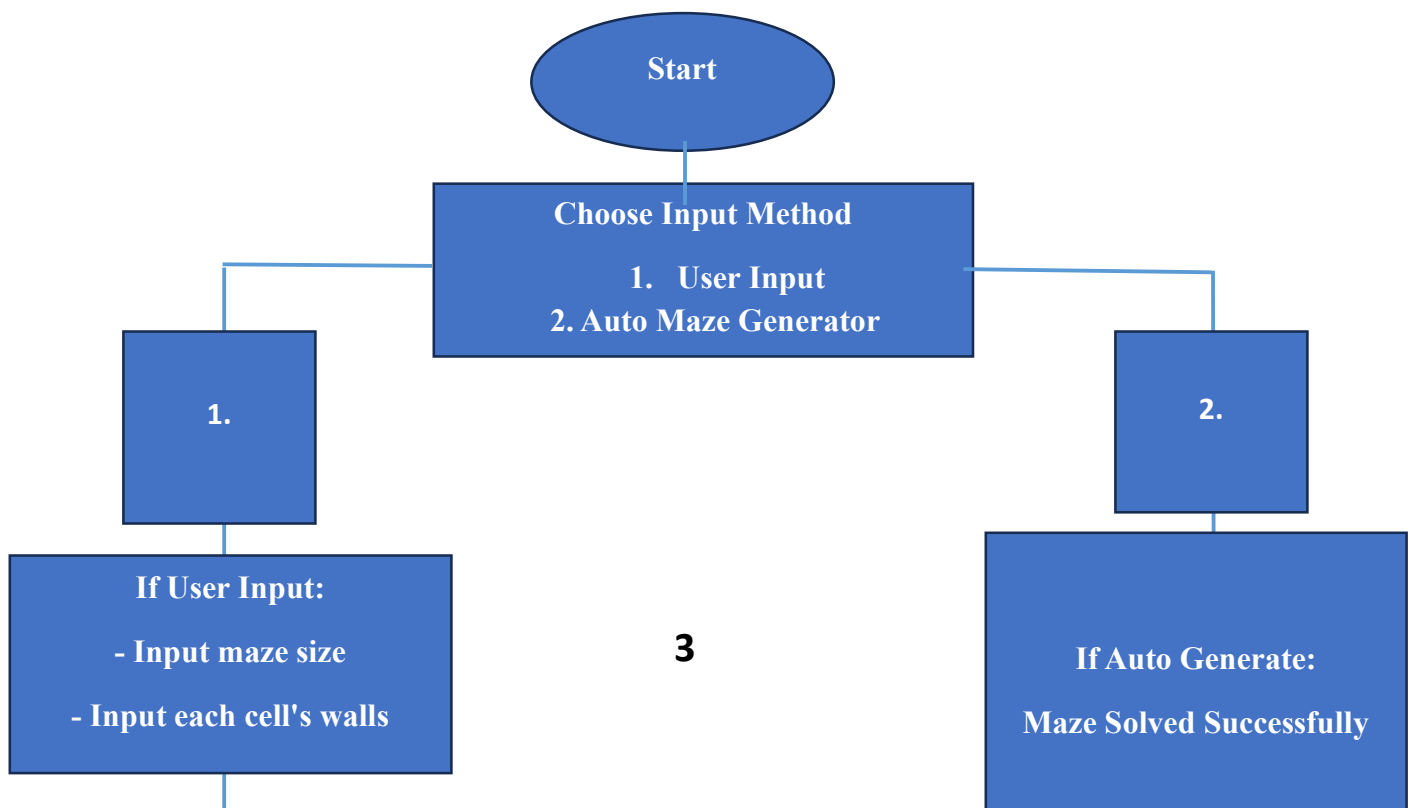 Start
Choose Input Method
1. User Input
2. Auto Maze Generator
1.
2.
If User Input:
- Input maze size
- Input each cell's walls
3
If Auto Generate:
Maze Solved Successfully